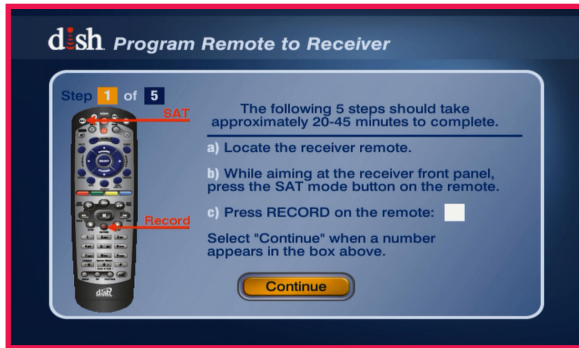 dish Program Remote to Receiver
Step 1 of 5
SAT
Record
The following 5 steps should take
approximately 20-45 minutes to complete.
a) Locate the receiver remote.
b) While aiming at the receiver front panel,
press the SAT mode button on the remote.
c) Press RECORD on the remote:
Select "Continue" when a number
appears in the box above.
Continue
dish